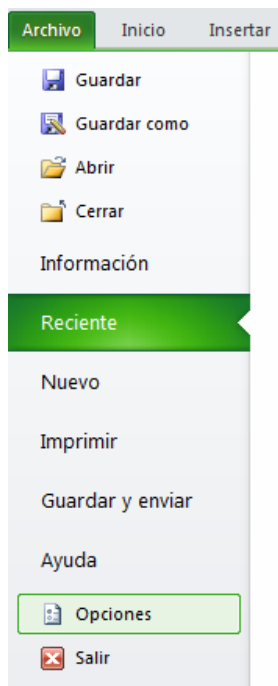 Archivo Inicio Insertar
Guardar
Guardar como
Abrir
Cerrar
Información
Reciente
Nuevo
Imprimir
Guardar y enviar
Ayuda
Opciones
Salir